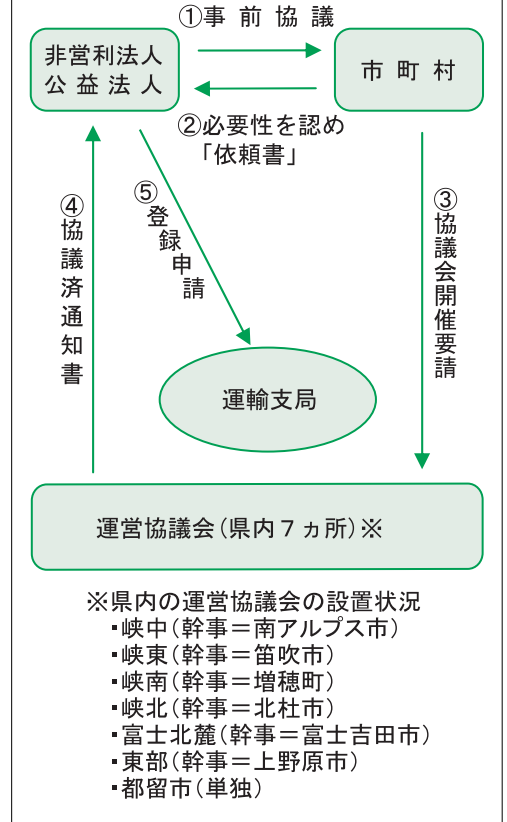 ①事前協議
非営利法人
公益法人
市町村
②必要性を認め
「依頼書」
③協議会開催要請
④協議済通知書
⑤登録申請
運輸支局
運営協議会(県内7ヵ所)※
※県内の運営協議会の設置状況
・峡中(幹事＝南アルプス市)
・峡東(幹事＝笛吹市)
・峡南(幹事＝増穂町)
・峡北(幹事＝北杜市)
・富士北麓(幹事＝富士吉田市)
・東部(幹事＝上野原市)
・都留市(単独)